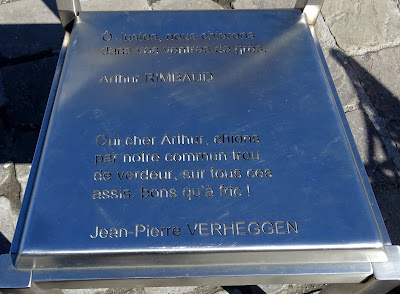 Ô Justes, nous chierons
dans vos ventres de grès.
Arthur RIMBAUD
Oui cher Arthur, chions
par notre commun trou
de verdeur, sur tous ces
assis, bons qu'à fric !
Jean-Pierre VERHEGGEN